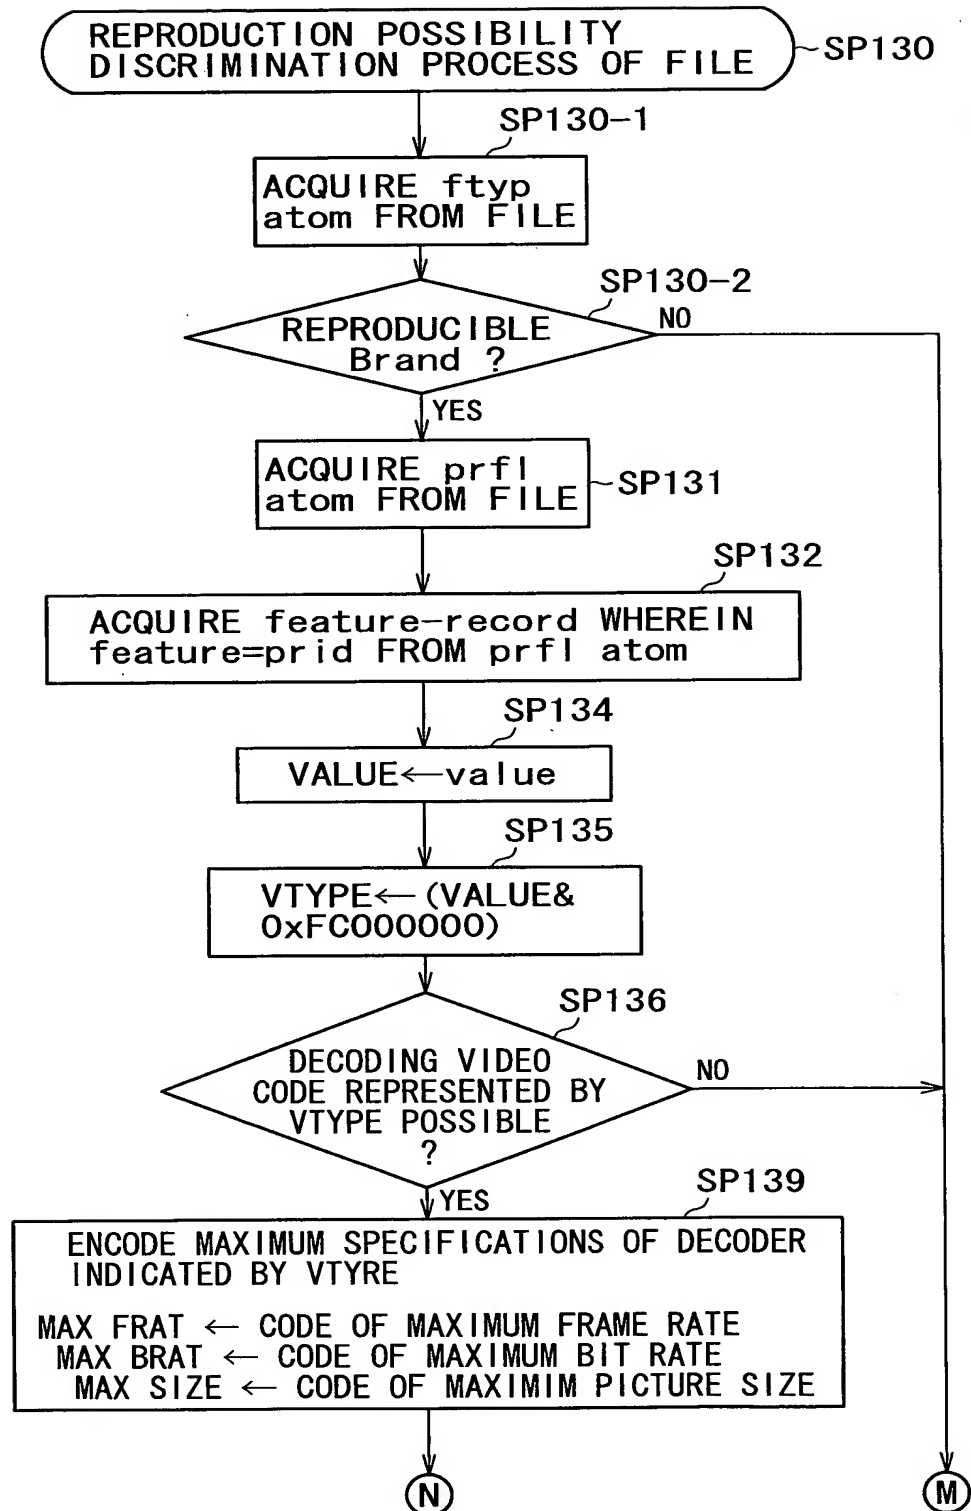 REPRODUCTION POSSIBILITY
DISCRIMINATION PROCESS OF FILE
SP130
SP130-1
ACQUIRE ftyp
atom FROM FILE
SP130-2
REPRODUCIBLE
Brand ?
NO
YES
ACQUIRE prfl
atom FROM FILE
SP131
SP132
ACQUIRE feature-record WHEREIN
feature=prid FROM prfl atom
SP134
VALUE←value
SP135
VTYPE←(VALUE&
0xFC000000)
SP136
DECODING VIDEO
CODE REPRESENTED BY
VTYPE POSSIBLE
?
NO
YES
SP139
ENCODE MAXIMUM SPECIFICATIONS OF DECODER
INDICATED BY VTYRE
MAX FRAT ← CODE OF MAXIMUM FRAME RATE
MAX BRAT ← CODE OF MAXIMUM BIT RATE
MAX SIZE ← CODE OF MAXIMIM PICTURE SIZE
N
M